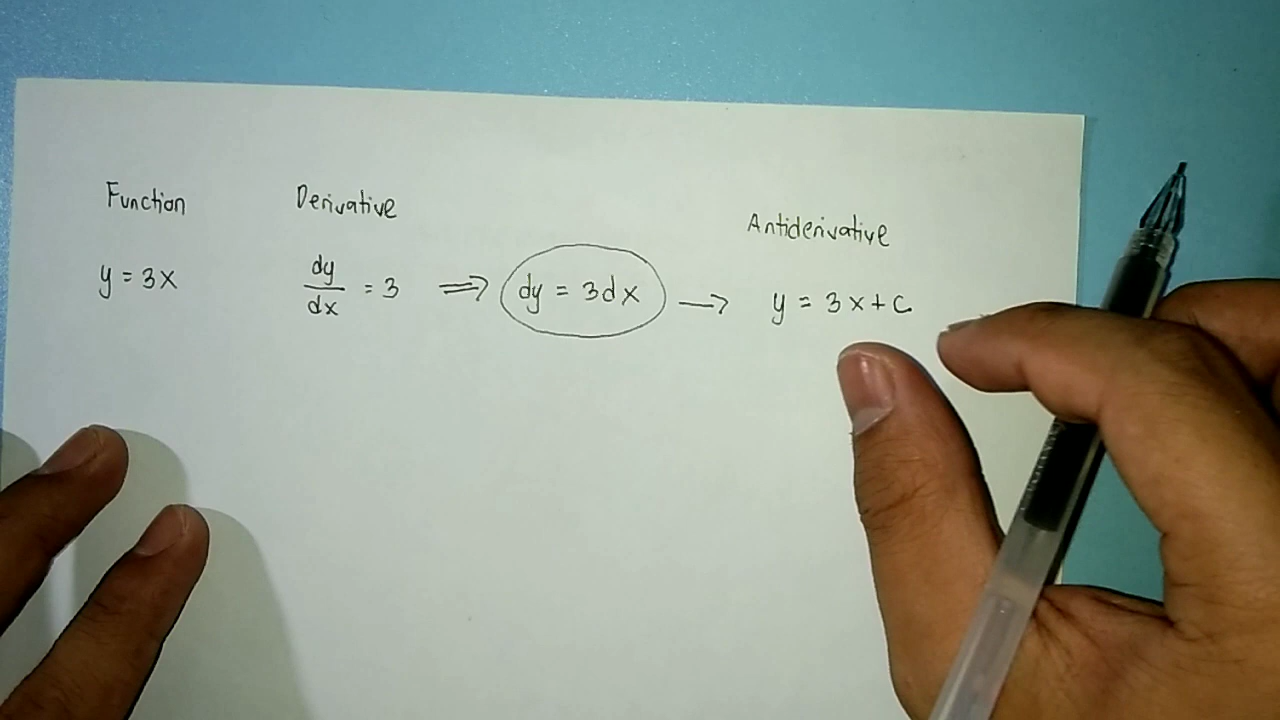 Function Derivative Antiderivative
y = 3x dy/dx = 3 ⟹ dy = 3dx → y = 3x + c